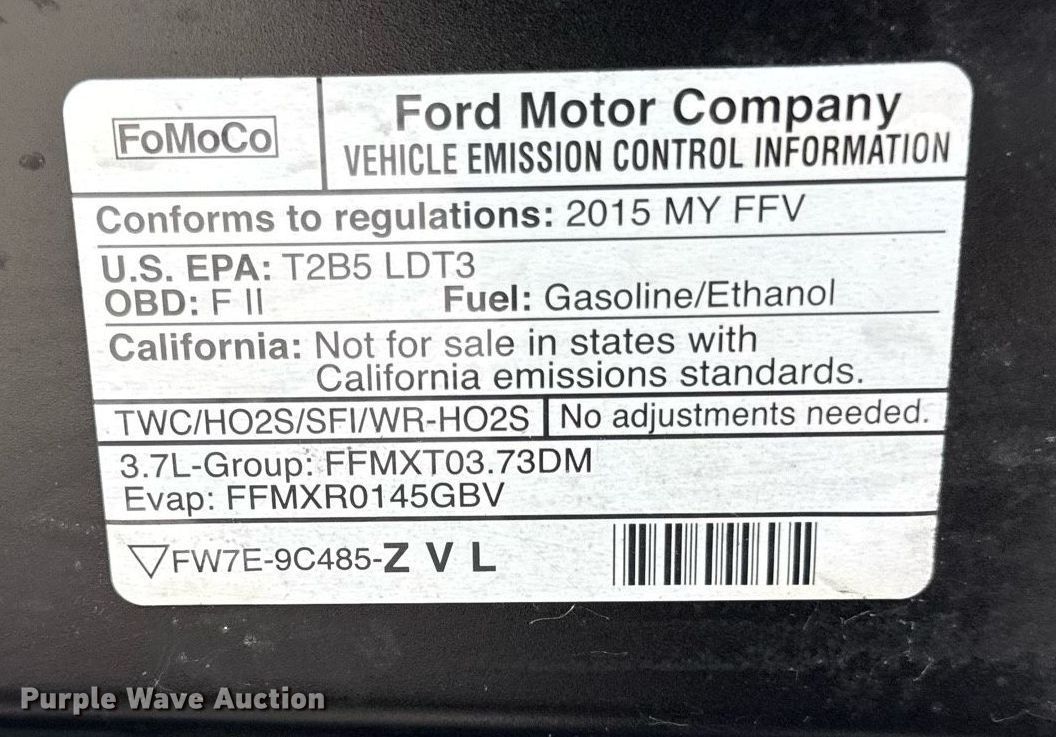 FoMoCo
Ford Motor Company
VEHICLE EMISSION CONTROL INFORMATION
Conforms to regulations: 2015 MY FFV
U.S. EPA: T2B5 LDT3
OBD: F II Fuel: Gasoline/Ethanol
California: Not for sale in states with
California emissions standards.
TWC/HO2S/SFI/WR-HO2S No adjustments needed.
3.7L-Group: FFMXT03.73DM
Evap: FFMXR0145GBV
FW7E-9C485-Z V L
Purple Wave Auction